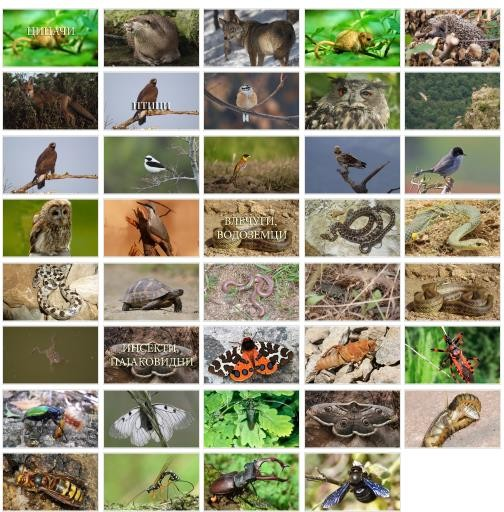 ЦИЦАЧИ
ПТИЦИ
И
ВЛЕЧУГИ,
ВОДОЗЕМЦИ
ИНСЕКТИ,
ПАЈАКОВИДНИ